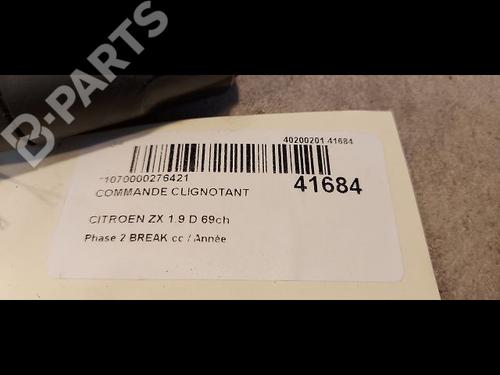 B-PARTS
40200201 41684
*1070000276421
COMMANDE CLIGNOTANT
41684
CITROEN ZX 1.9 D 69ch
Phase 2 BREAK cc / Année